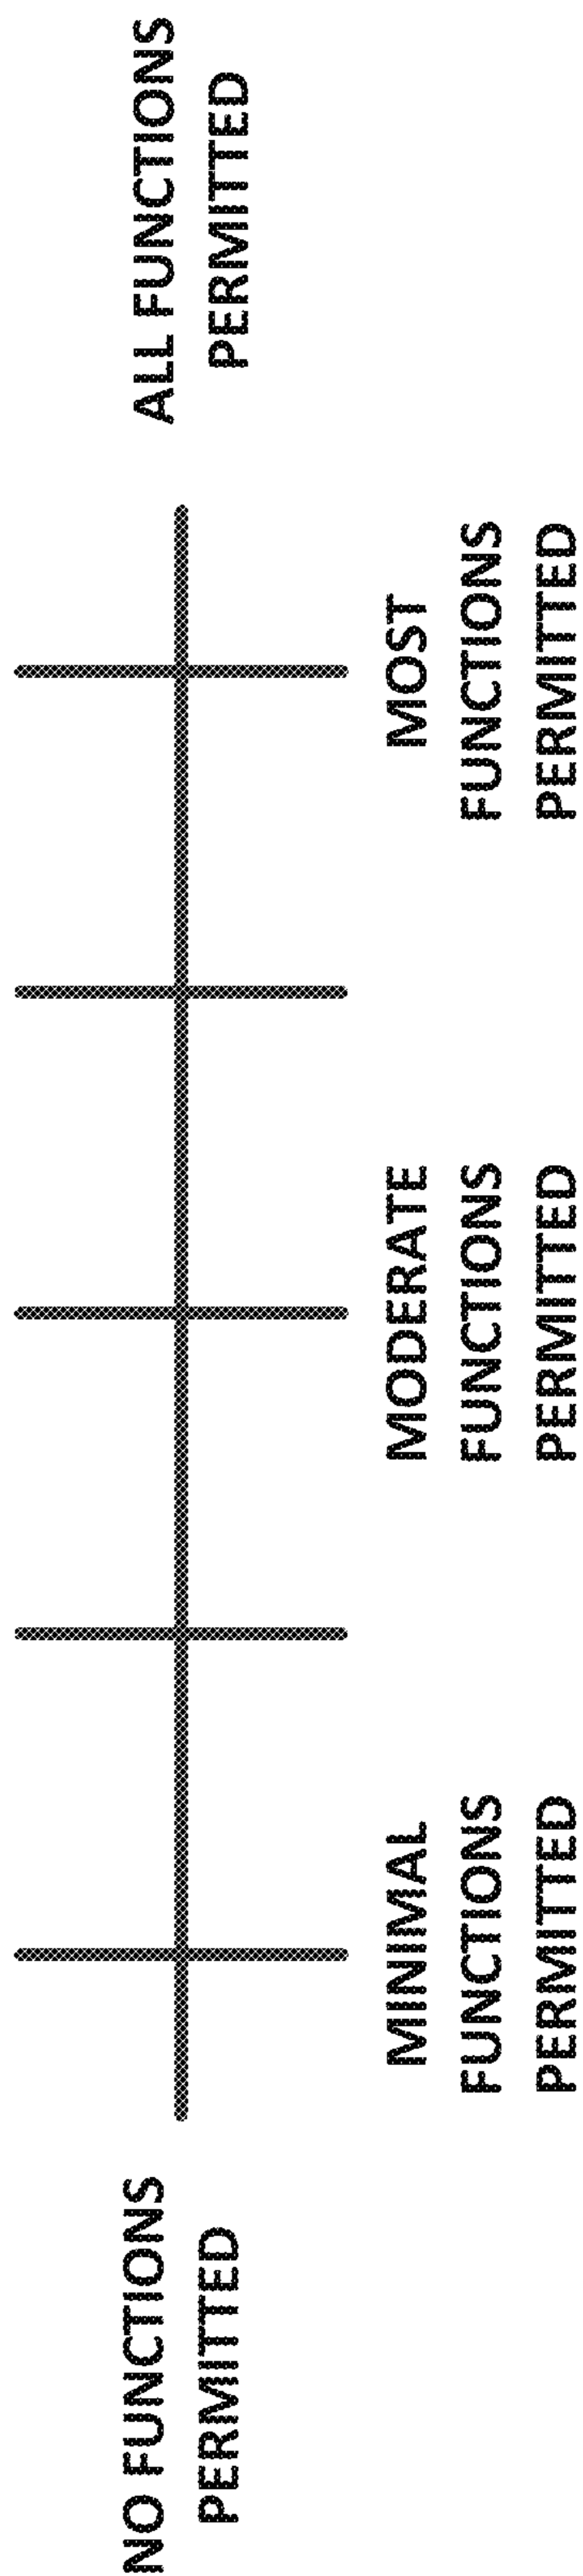 NO FUNCTIONS
PERMITTED
MINIMAL
FUNCTIONS
PERMITTED
MODERATE
FUNCTIONS
PERMITTED
MOST
FUNCTIONS
PERMITTED
ALL FUNCTIONS
PERMITTED